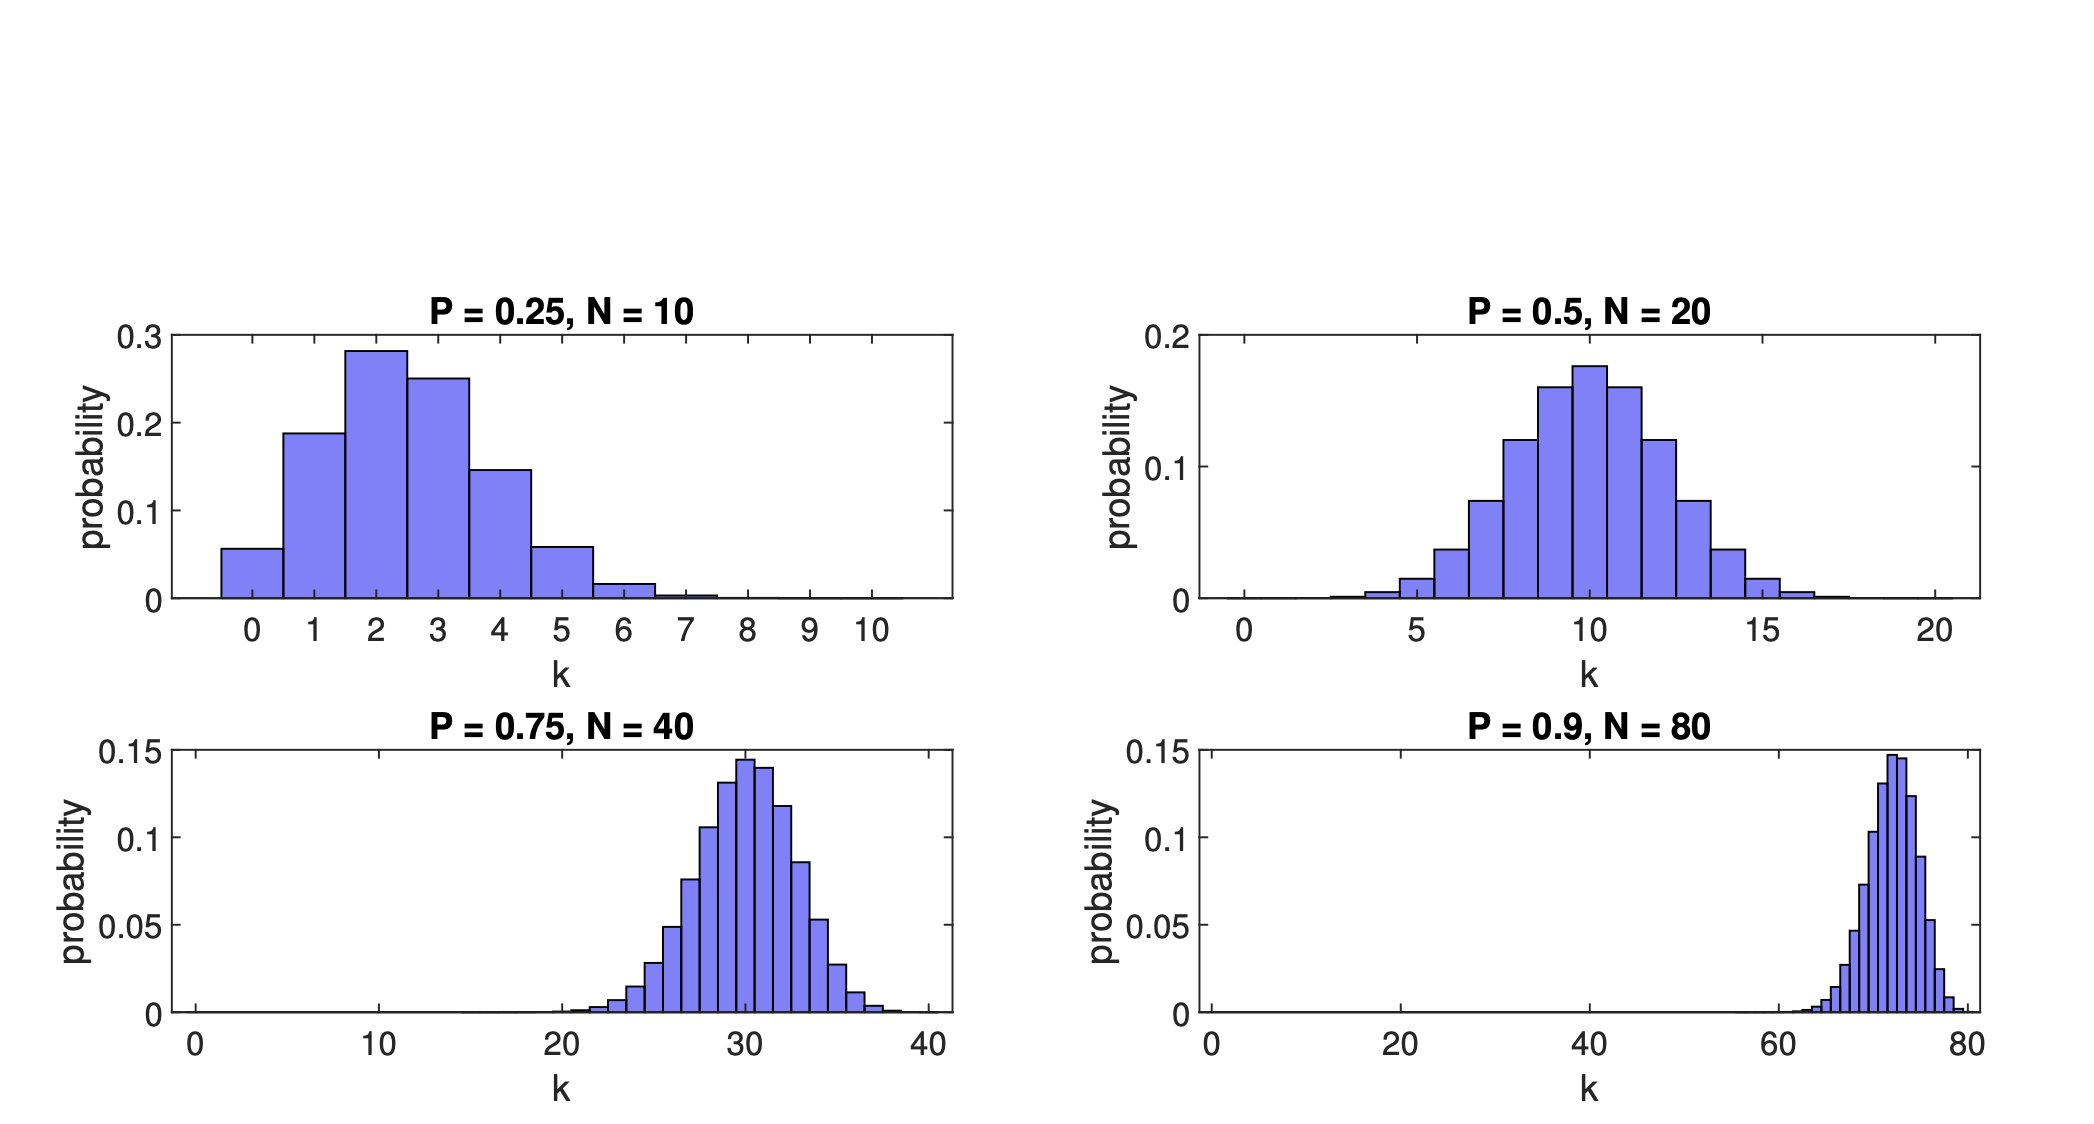 P = 0.25, N = 10
0.3
0.2
0.1
0
probability
0 1 2 3 4 5 6 7 8 9 10
k
P = 0.5, N = 20
0.2
0.1
0
probability
0 5 10 15 20
k
P = 0.75, N = 40
0.15
0.1
0.05
0
probability
0 10 20 30 40
k
P = 0.9, N = 80
0.15
0.1
0.05
0
probability
0 20 40 60 80
k